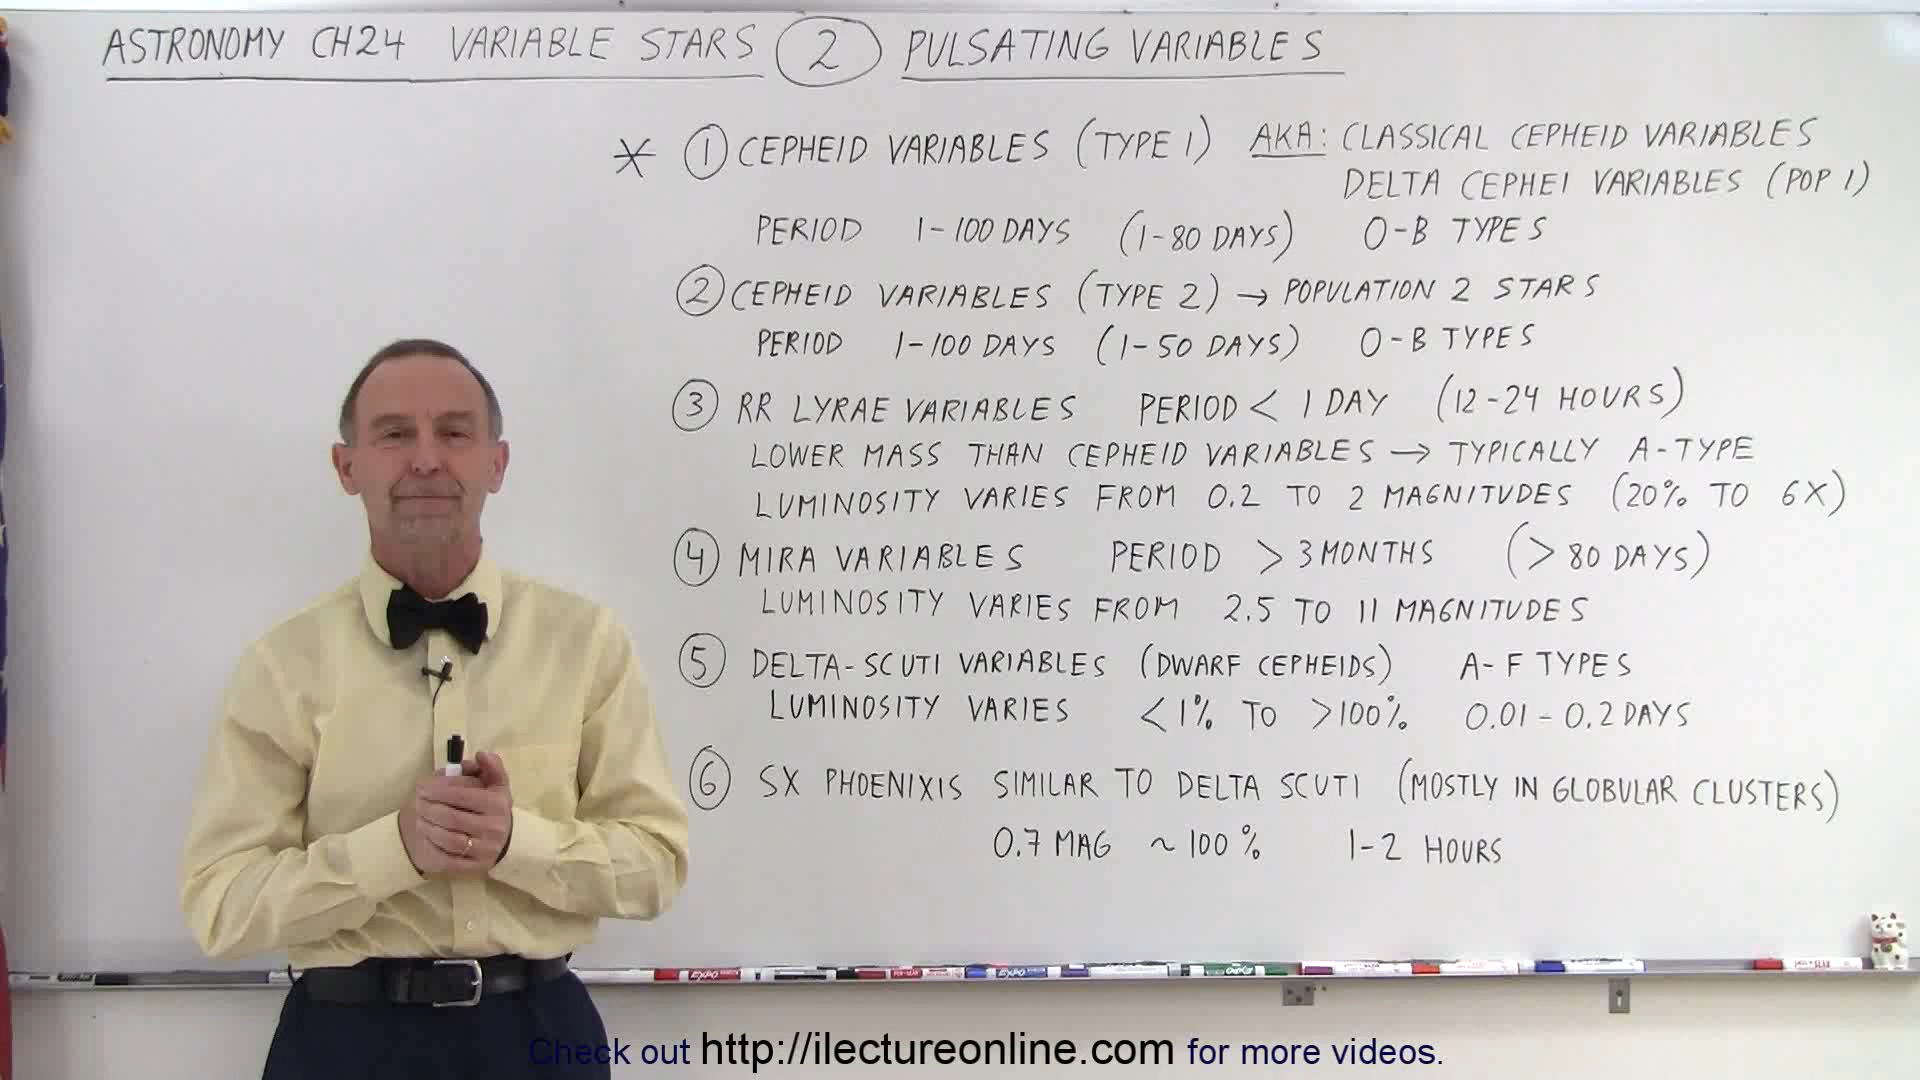 ASTRONOMY CH24 VARIABLE STARS 2 PULSATING VARIABLES
* 1 CEPHEID VARIABLES (TYPE 1) AKA: CLASSICAL CEPHEID VARIABLES
DELTA CEPHEI VARIABLES (POP 1)
PERIOD 1-100 DAYS (1-80 DAYS) O-B TYPES
2 CEPHEID VARIABLES (TYPE 2) → POPULATION 2 STARS
PERIOD 1-100 DAYS (1-50 DAYS) O-B TYPES
3 RR LYRAE VARIABLES PERIOD < 1 DAY (12-24 HOURS)
LOWER MASS THAN CEPHEID VARIABLES → TYPICALLY A-TYPE
LUMINOSITY VARIES FROM 0.2 TO 2 MAGNITUDES (20% TO 6X)
4 MIRA VARIABLES PERIOD > 3 MONTHS (> 80 DAYS)
LUMINOSITY VARIES FROM 2.5 TO 11 MAGNITUDES
5 DELTA-SCUTI VARIABLES (DWARF CEPHEIDS) A-F TYPES
LUMINOSITY VARIES <1% TO >100% 0.01-0.2 DAYS
6 SX PHOENIXIS SIMILAR TO DELTA SCUTI (MOSTLY IN GLOBULAR CLUSTERS)
0.7 MAG ~ 100% 1-2 HOURS
EXPO
EXPO
Check out http://ilectureonline.com for more videos.